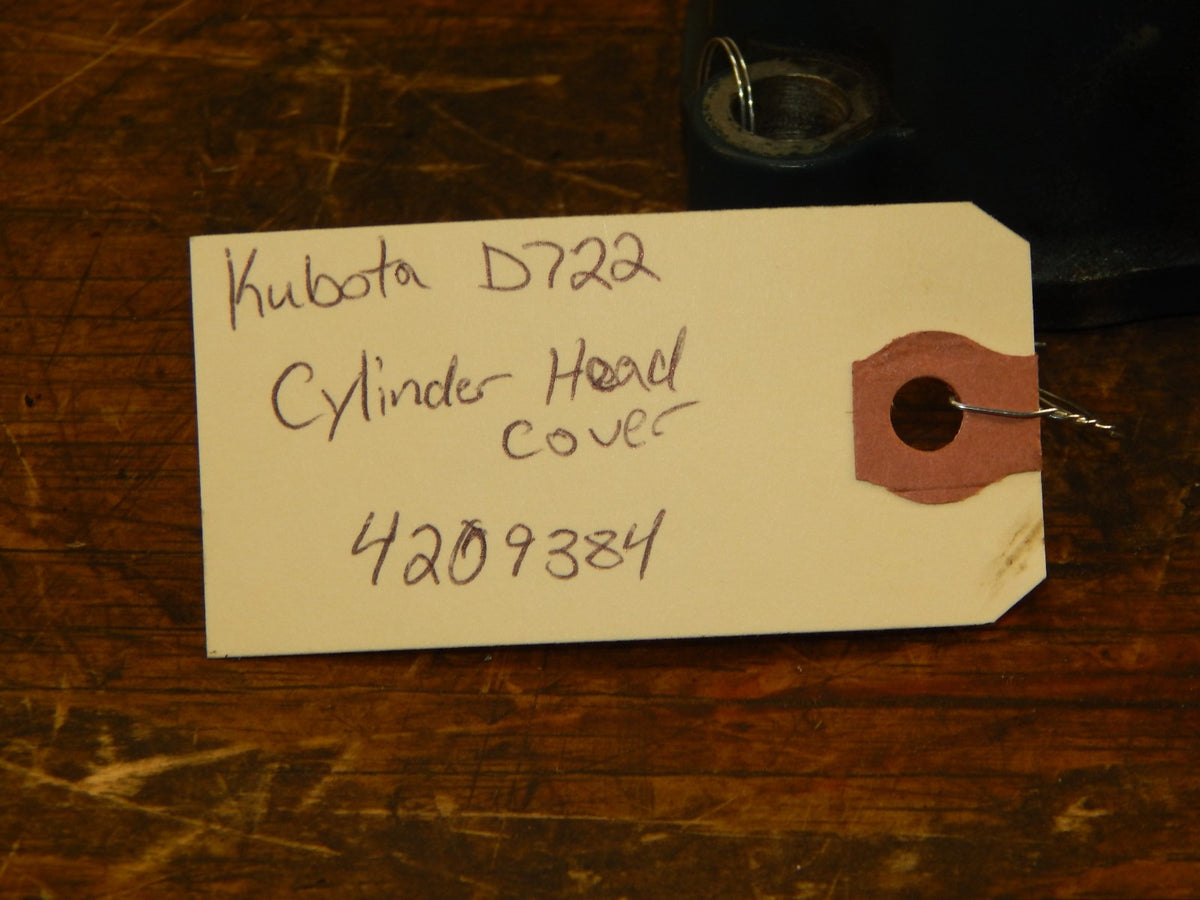 Kubota D722
Cylinder Head
cover
4209384